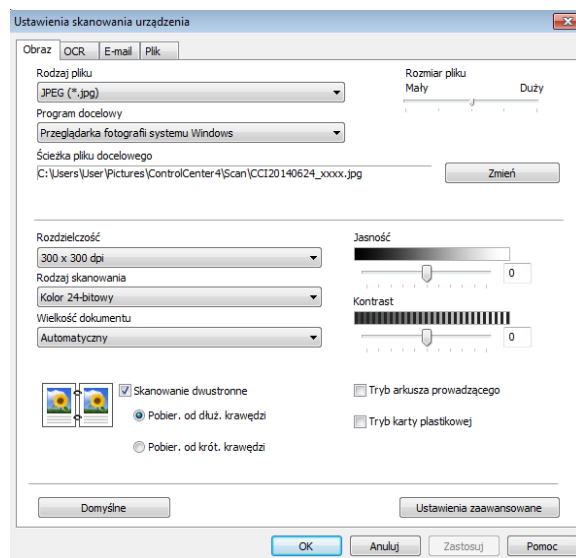 Ustawienia skanowania urządzenia
Obraz OCR E-mail Plik
Rodzaj pliku
JPEG (*.jpg)
Rozmiar pliku
Mały Duży
Program docelowy
Przeglądarka fotografii systemu Windows
Ścieżka pliku docelowego
C:\Users\User\Pictures\ControlCenter4\Scan\CCI20140624_xxxx.jpg
Zmień
Rozdzielczość
300 x 300 dpi
Rodzaj skanowania
Kolor 24-bitowy
Wielkość dokumentu
Automatyczny
Jasność
0
Kontrast
0
Skanowanie dwustronne
Pobier. od dłuż. krawędzi
Pobier. od krót. krawędzi
Tryb arkusza prowadzącego
Tryb karty plastikowej
Domyślne
Ustawienia zaawansowane
OK Anuluj Zastosuj Pomoc